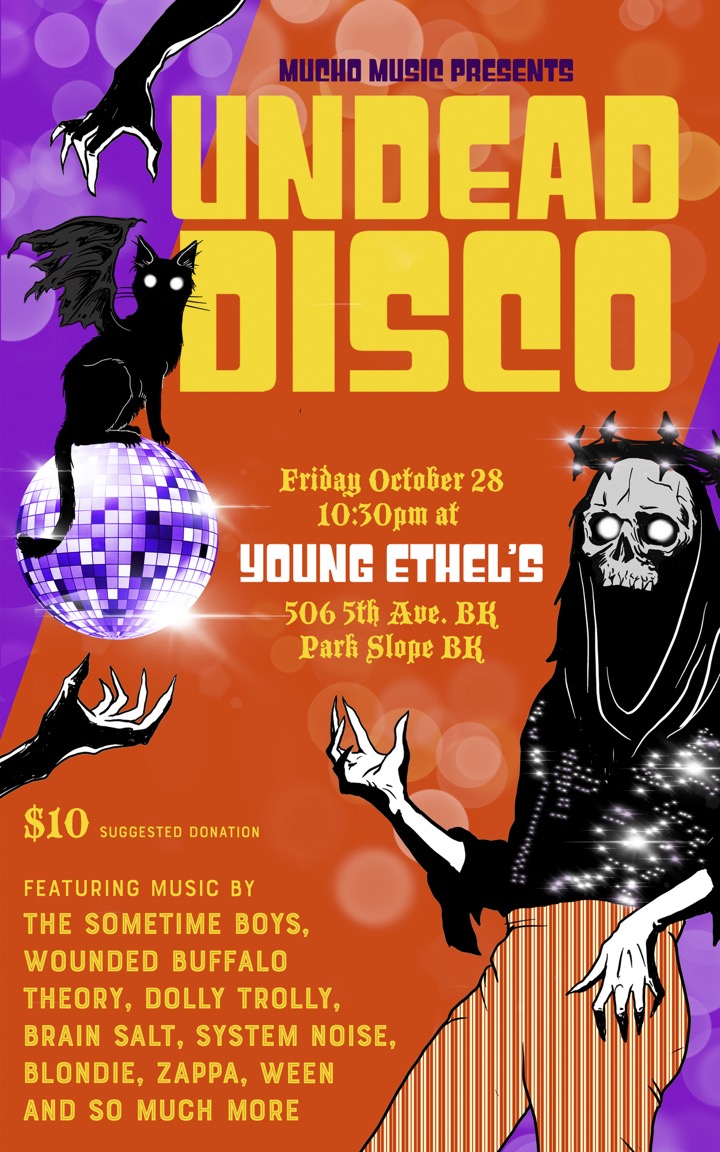 MUCHO MUSIC PRESENTS
UNDEAD
DISCO
Friday October 28
10:30pm at
YOUNG ETHEL'S
506 5th Ave. BK
Park Slope BK
$10 SUGGESTED DONATION
FEATURING MUSIC BY
THE SOMETIME BOYS,
WOUNDED BUFFALO
THEORY, DOLLY TROLLY,
BRAIN SALT, SYSTEM NOISE,
BLONDIE, ZAPPA, WEEN
AND SO MUCH MORE